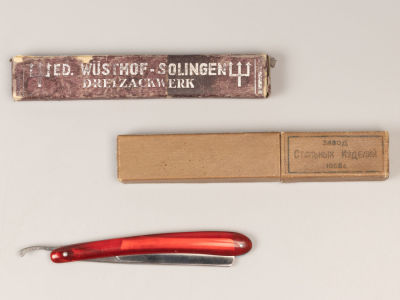 ED. WÜSTHOF-SOLINGEN
DREIZACKWERK
ЗАВОД
Стальных Изделий